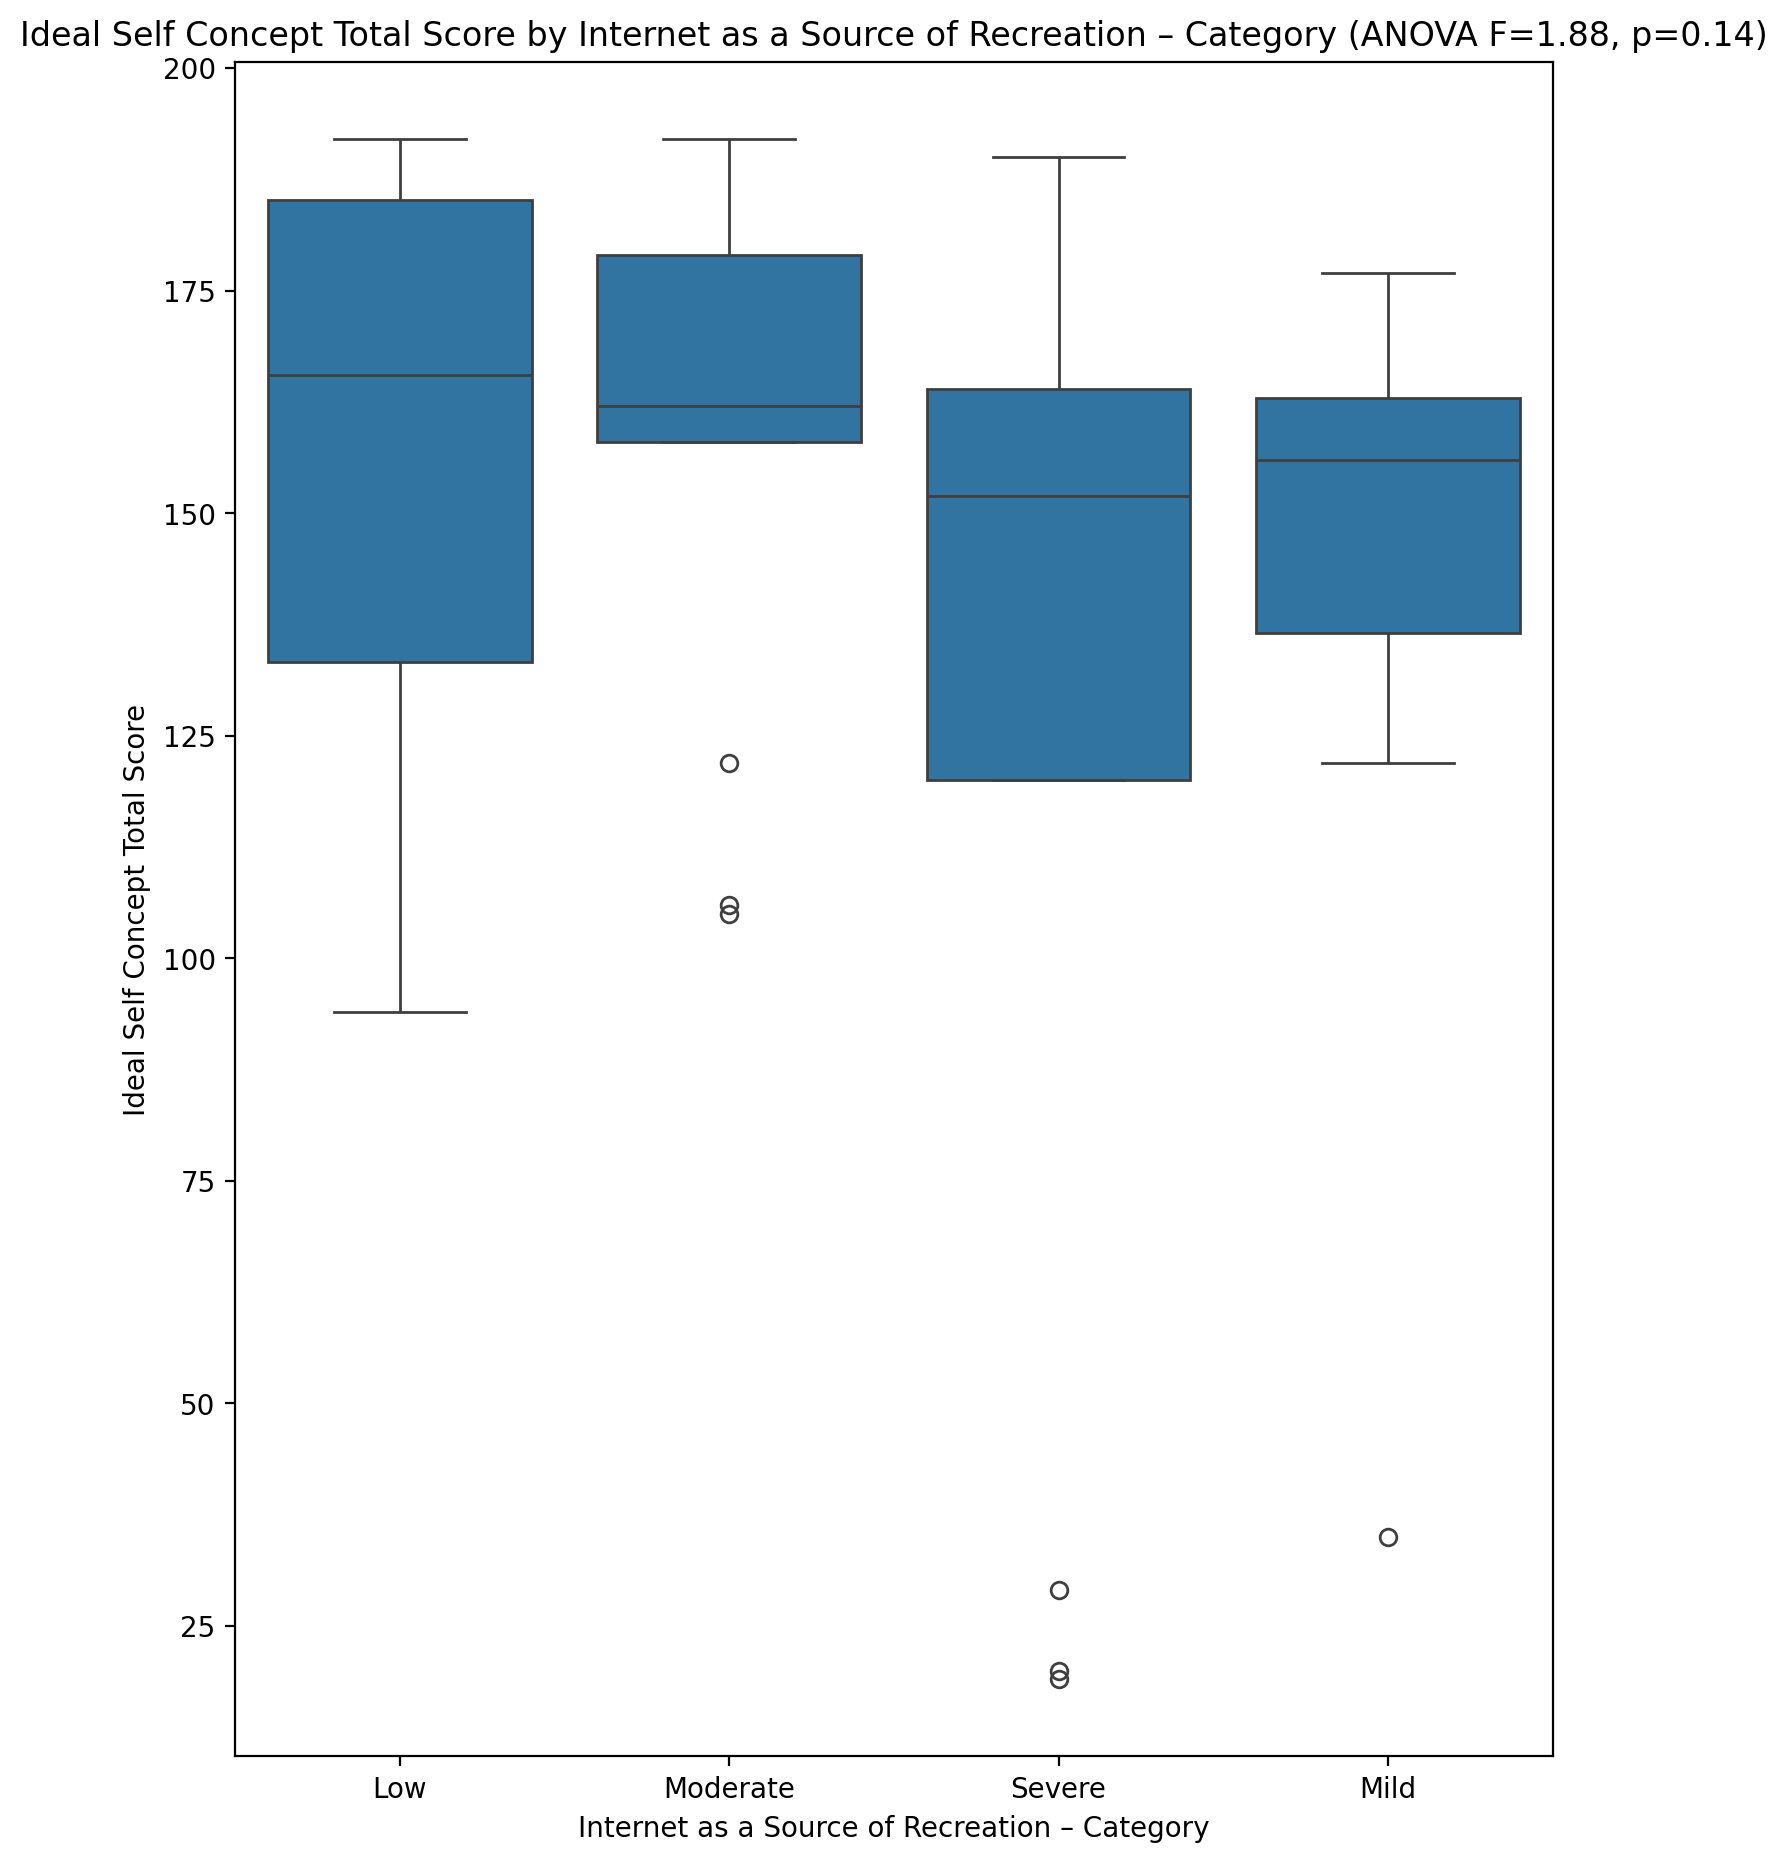 Ideal Self Concept Total Score by Internet as a Source of Recreation – Category (ANOVA F=1.88, p=0.14)
200
175
150
125
100
75
50
25
Ideal Self Concept Total Score
Low Moderate Severe Mild
Internet as a Source of Recreation – Category